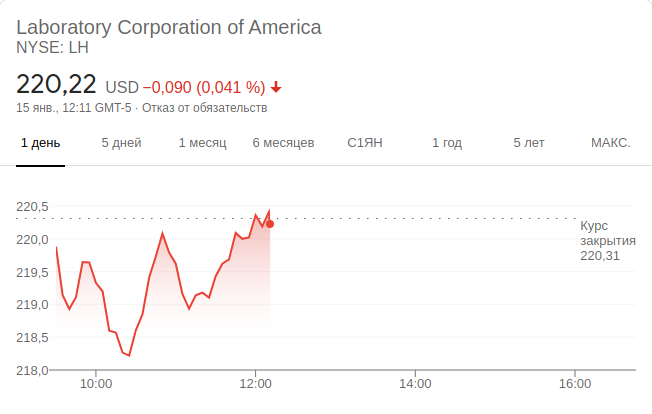 Laboratory Corporation of America
NYSE: LH
220,22 USD −0,090 (0,041 %)
15 янв., 12:11 GMT-5 · Отказ от обязательств
1 день 5 дней 1 месяц 6 месяцев С1ЯН 1 год 5 лет МАКС.
220,5
220,0
219,5
219,0
218,5
218,0
Курс
закрытия
220,31
10:00 12:00 14:00 16:00